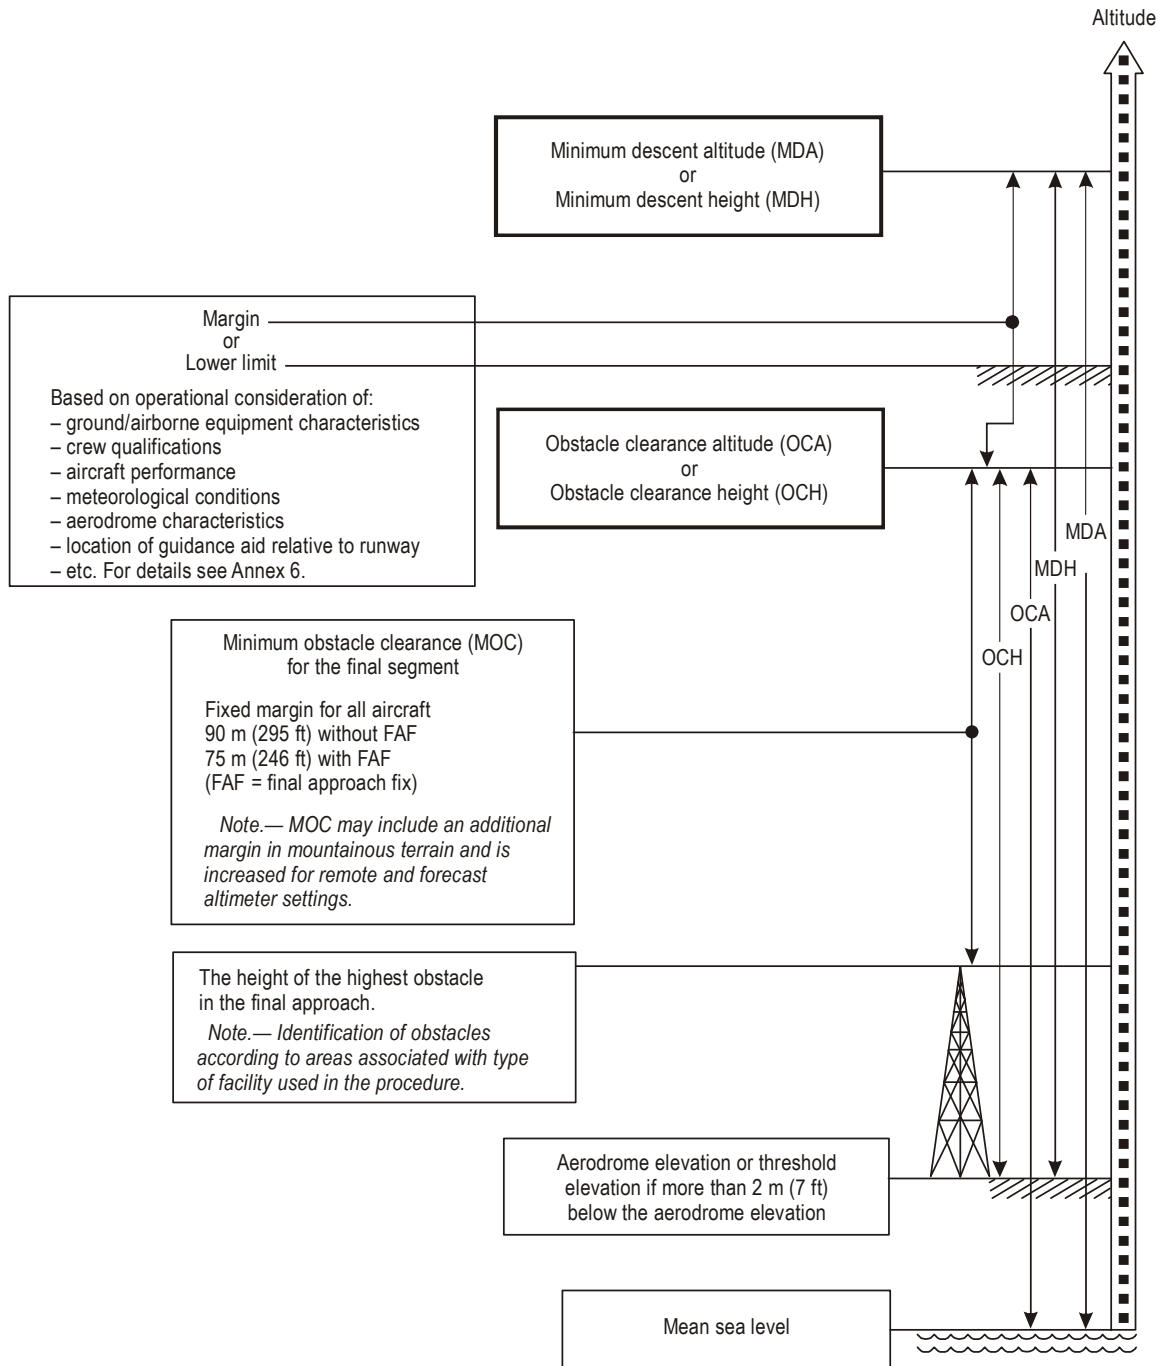 Altitude
Minimum descent altitude (MDA)
or
Minimum descent height (MDH)
Margin
or
Lower limit
Based on operational consideration of:
– ground/airborne equipment characteristics
– crew qualifications
– aircraft performance
– meteorological conditions
– aerodrome characteristics
– location of guidance aid relative to runway
– etc. For details see Annex 6.
Obstacle clearance altitude (OCA)
or
Obstacle clearance height (OCH)
MDA
MDH
OCA
OCH
Minimum obstacle clearance (MOC)
for the final segment
Fixed margin for all aircraft
90 m (295 ft) without FAF
75 m (246 ft) with FAF
(FAF = final approach fix)
Note.— MOC may include an additional
margin in mountainous terrain and is
increased for remote and forecast
altimeter settings.
The height of the highest obstacle
in the final approach.
Note.— Identification of obstacles
according to areas associated with type
of facility used in the procedure.
Aerodrome elevation or threshold
elevation if more than 2 m (7 ft)
below the aerodrome elevation
Mean sea level